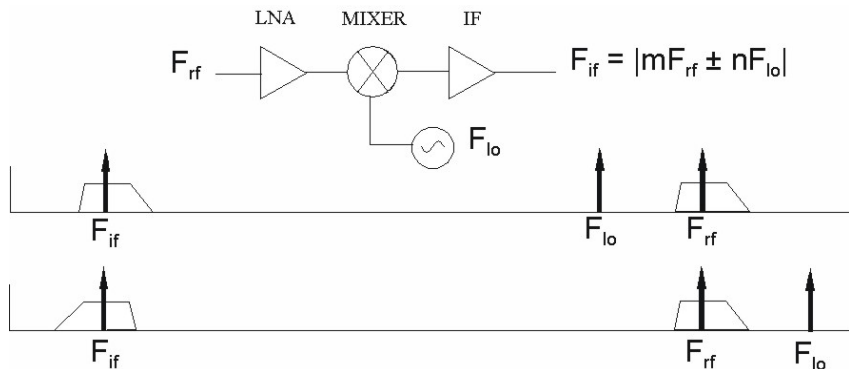 LNA MIXER IF
F_rf F_if = |mF_rf ± nF_lo|
F_lo
F_if F_lo F_rf
F_if F_rf F_lo